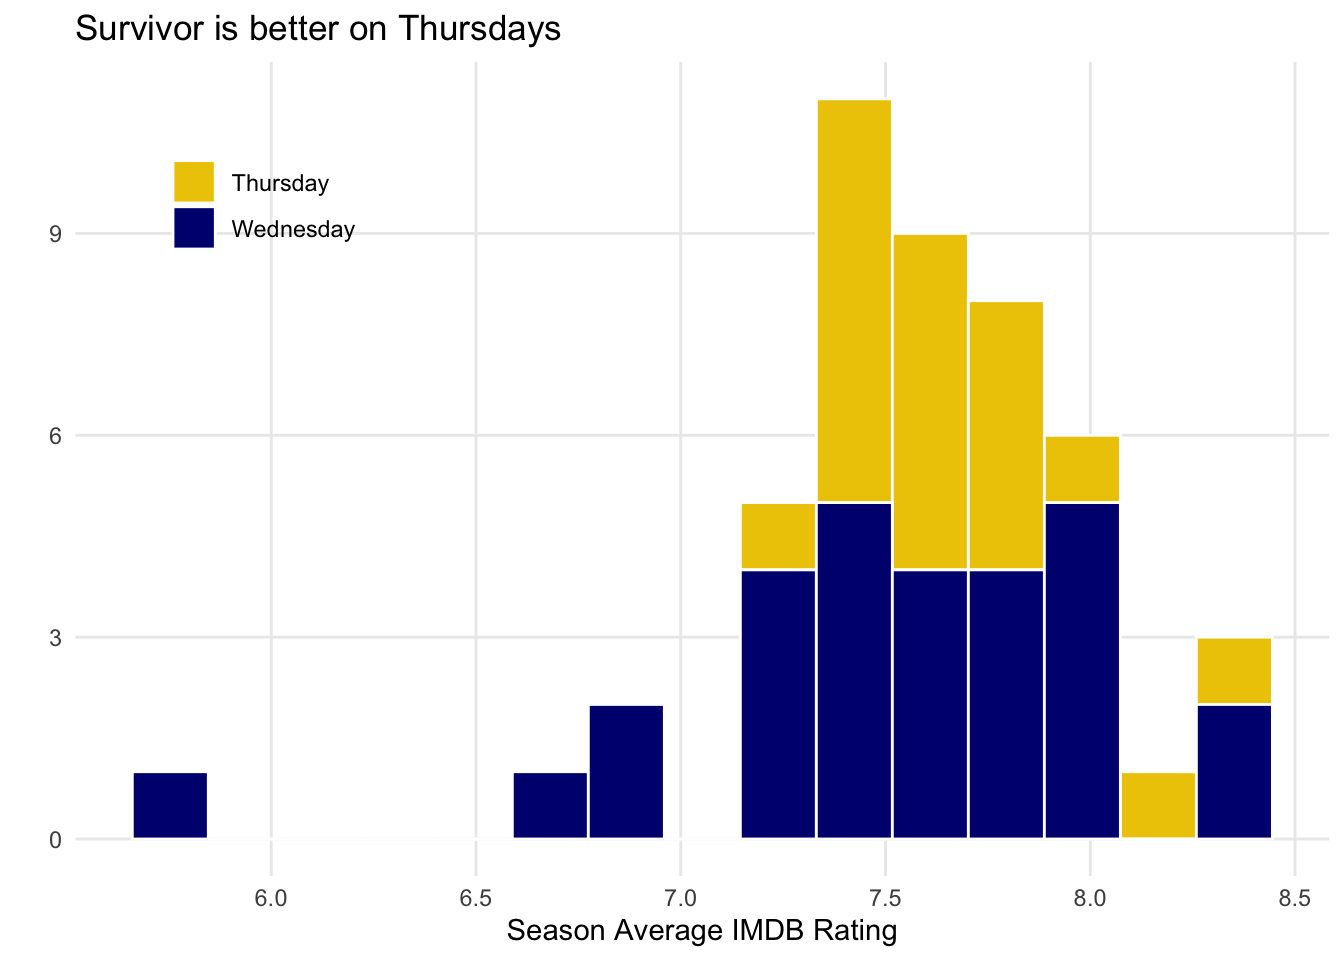 Survivor is better on Thursdays
Thursday
Wednesday
9
6
3
0
6.0 6.5 7.0 7.5 8.0 8.5
Season Average IMDB Rating